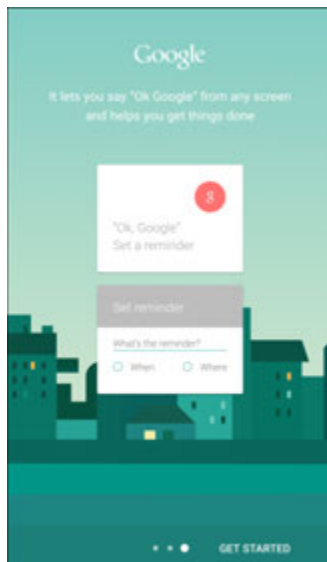 Google
It lets you say "Ok Google" from any screen
and helps you get things done
g
"Ok, Google"
Set a reminder
Set reminder
What's the reminder?
When Where
GET STARTED